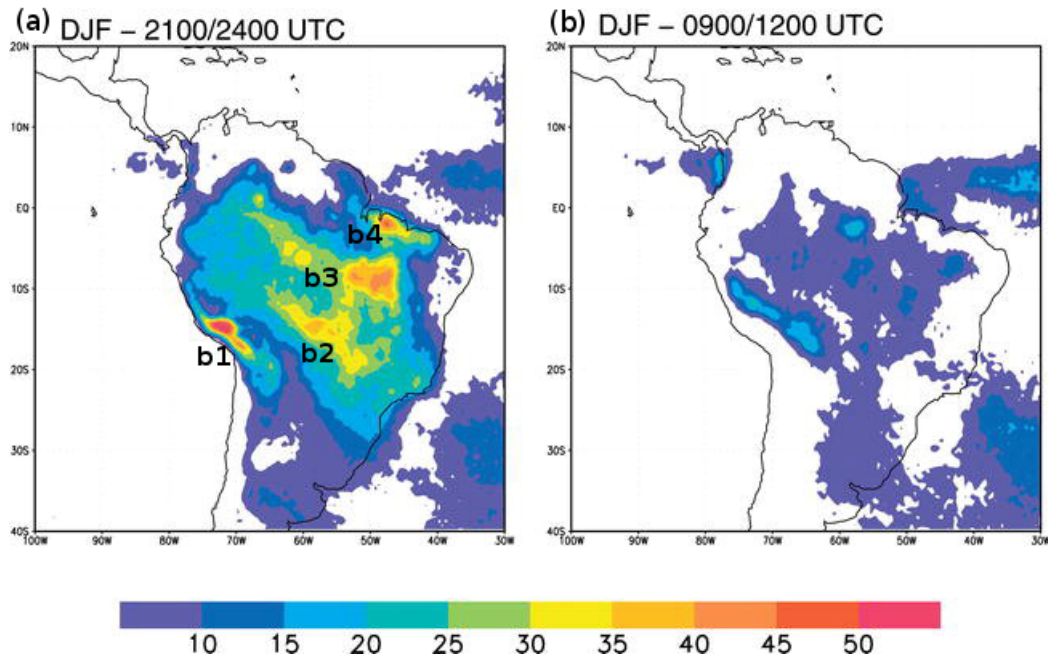 (a) DJF – 2100/2400 UTC
20N
10N
EQ
10S
20S
30S
40S
100W 90W 80W 70W 60W 50W 40W 30W
b4
b3
b2
b1
(b) DJF – 0900/1200 UTC
20N
10N
EQ
10S
20S
30S
40S
100W 90W 80W 70W 60W 50W 40W 30W
10 15 20 25 30 35 40 45 50